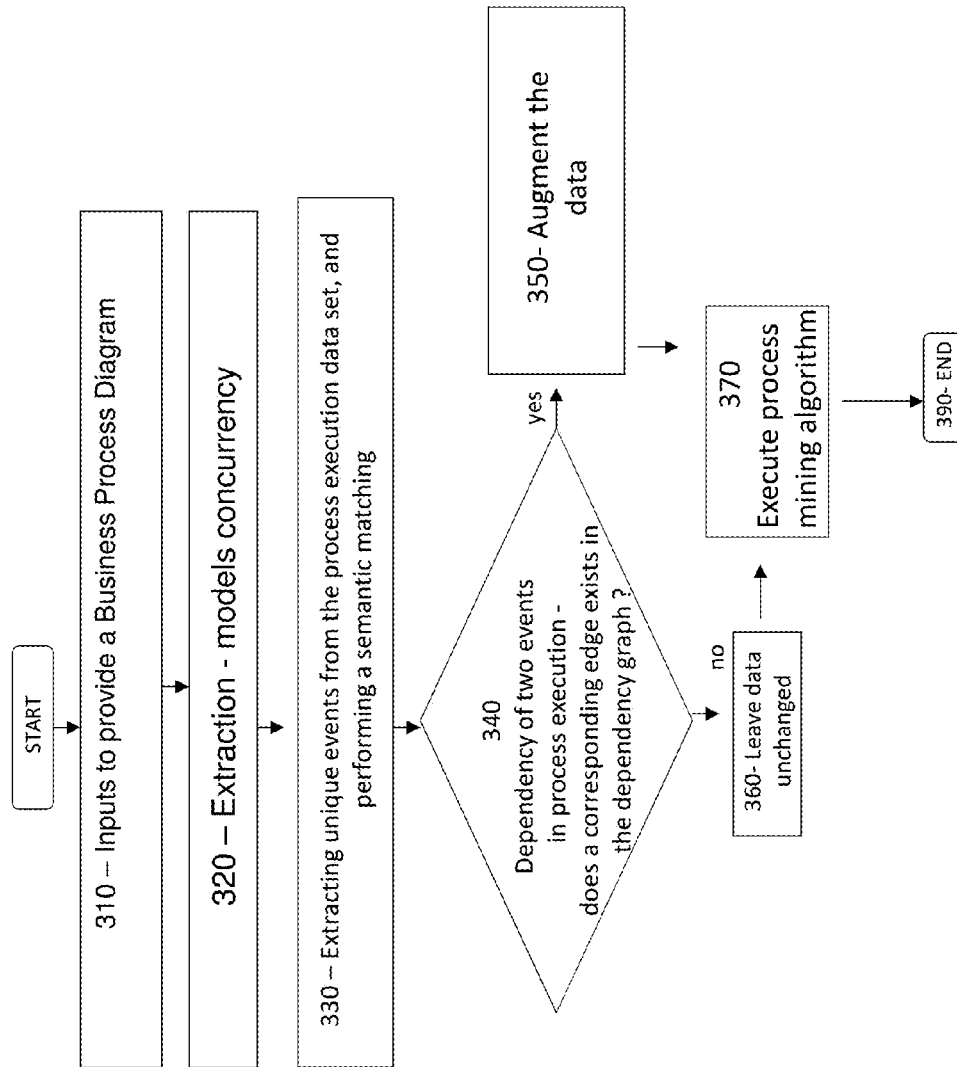 START
310 – Inputs to provide a Business Process Diagram
320 – Extraction - models concurrency
330 – Extracting unique events from the process execution data set, and
performing a semantic matching
340
Dependency of two events
in process execution -
does a corresponding edge exists in
the dependency graph ?
yes
350- Augment the
data
no
360- Leave data
unchanged
370
Execute process
mining algorithm
390- END